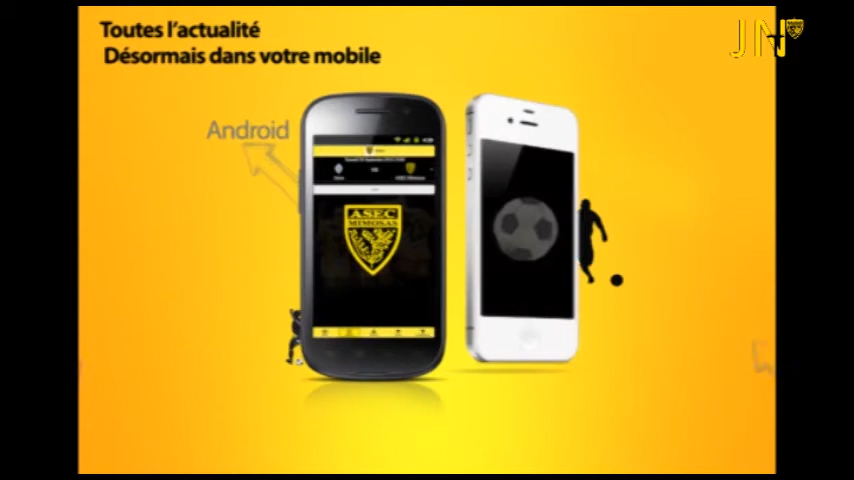 Toutes l'actualité
Désormais dans votre mobile
JN
Android
ASEC
MIMOSAS